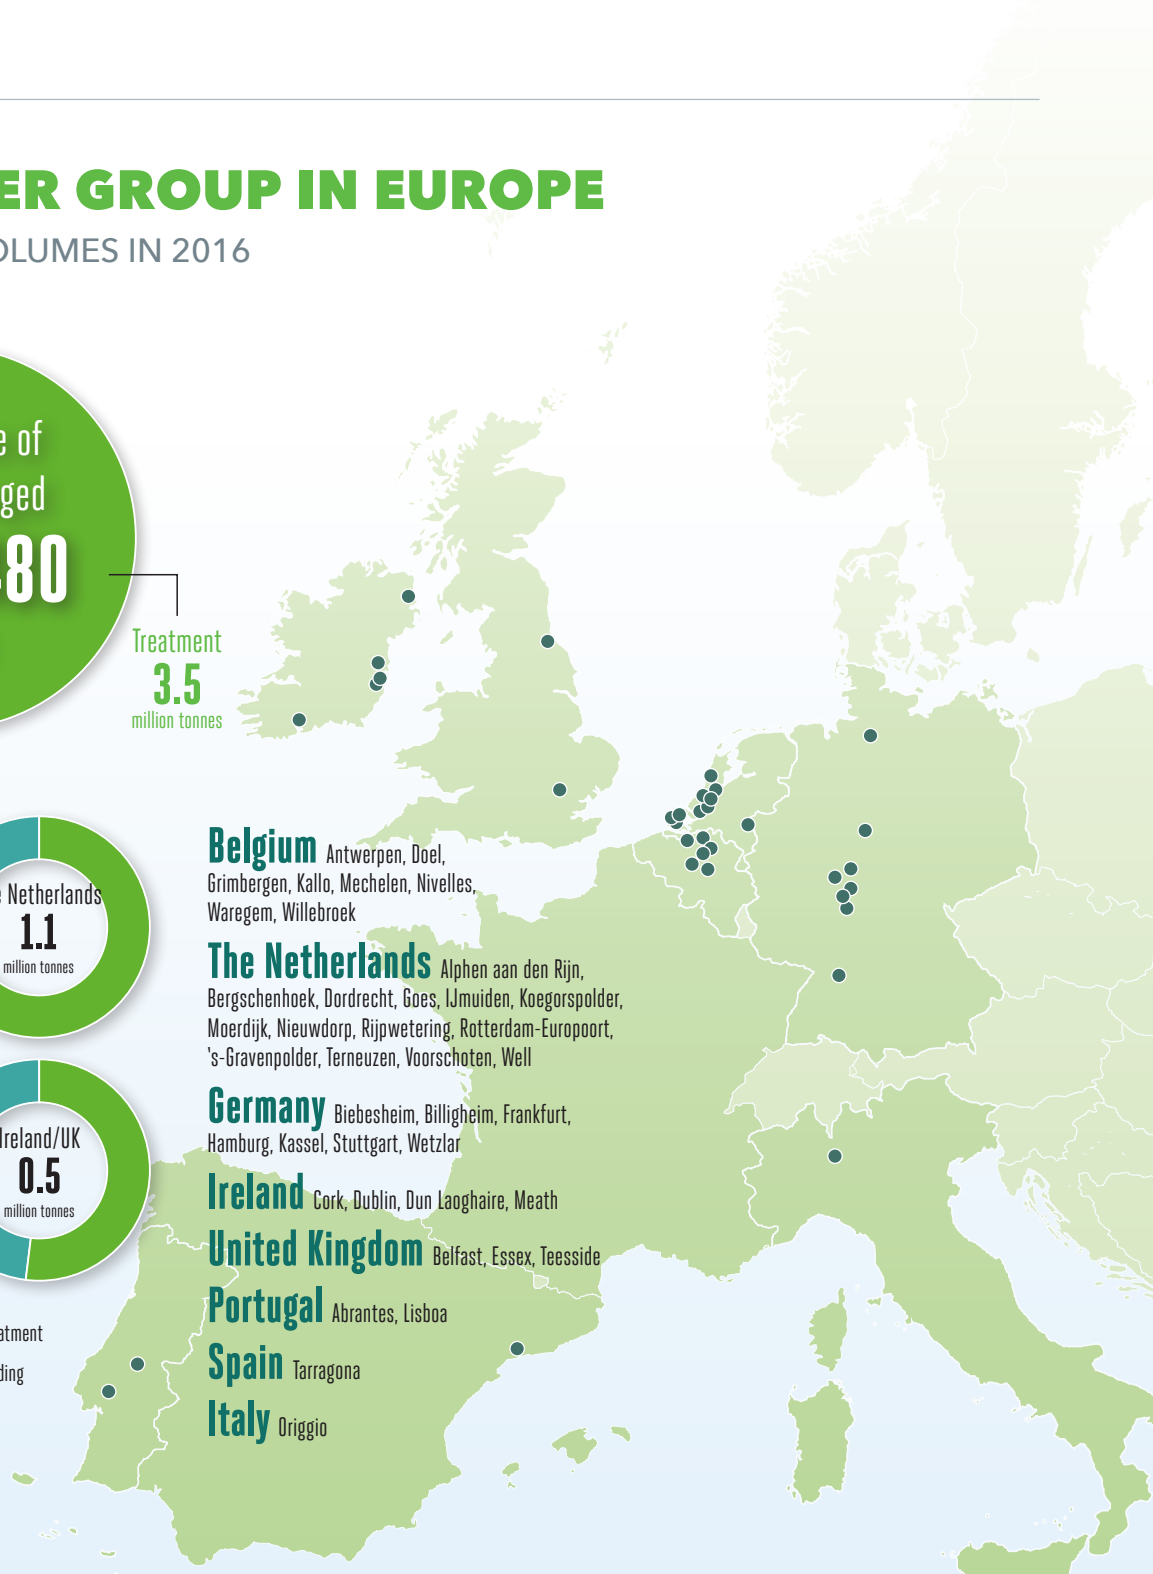 ER GROUP IN EUROPE
OLUMES IN 2016
e of
ged
80
Treatment
3.5
million tonnes
Netherlands
1.1
million tonnes
Ireland/UK
0.5
million tonnes
atment
ding
Belgium Antwerpen, Doel,
Grimbergen, Kallo, Mechelen, Nivelles,
Waregem, Willebroek
The Netherlands Alphen aan den Rijn,
Bergschenhoek, Dordrecht, Goes, IJmuiden, Koegorspolder,
Moerdijk, Nieuwdorp, Rijpwetering, Rotterdam-Europoort,
's-Gravenpolder, Terneuzen, Voorschoten, Well
Germany Biebesheim, Billigheim, Frankfurt,
Hamburg, Kassel, Stuttgart, Wetzlar
Ireland Cork, Dublin, Dun Laoghaire, Meath
United Kingdom Belfast, Essex, Teesside
Portugal Abrantes, Lisboa
Spain Tarragona
Italy Origgio